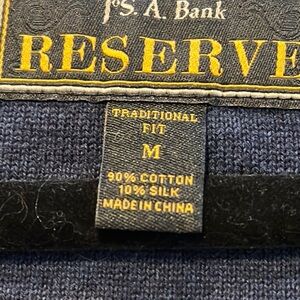 JoS. A. Bank
RESERVE
TRADITIONAL
FIT
M
90% COTTON
10% SILK
MADE IN CHINA